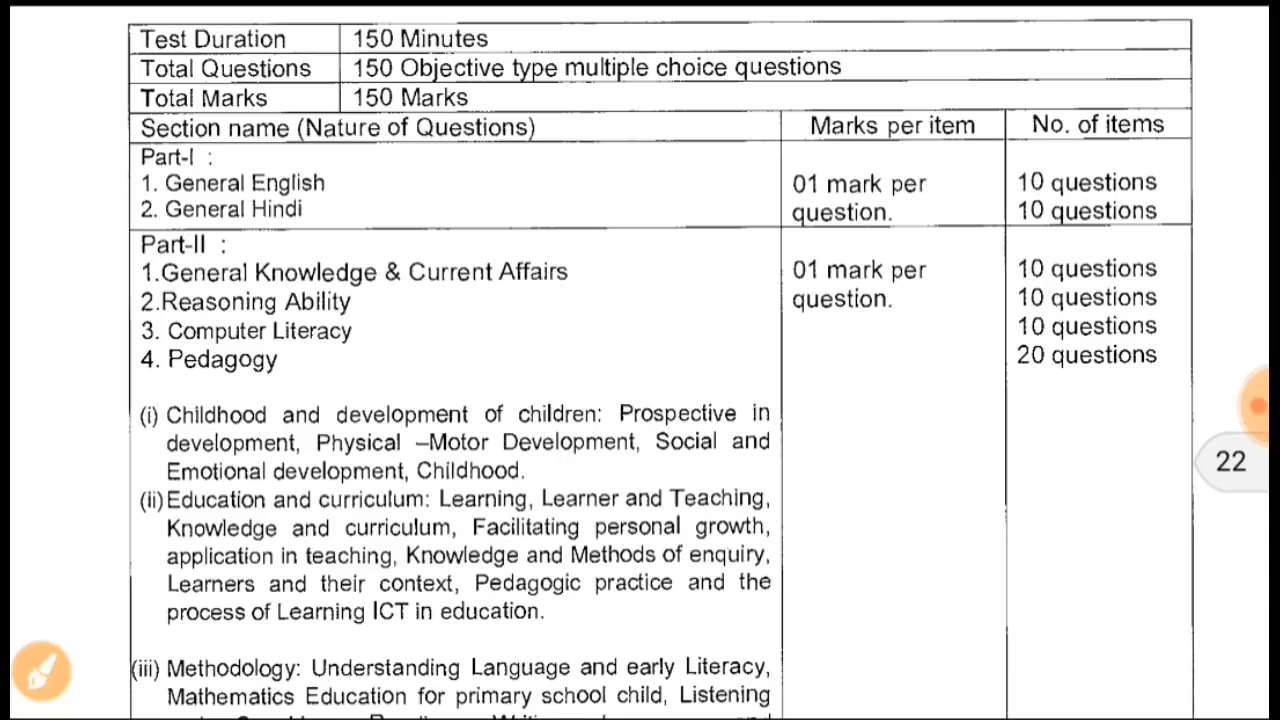 Test Duration 150 Minutes
Total Questions 150 Objective type multiple choice questions
Total Marks 150 Marks
Section name (Nature of Questions) Marks per item No. of items
Part-I :
1. General English 01 mark per 10 questions
2. General Hindi question. 10 questions
Part-II :
1.General Knowledge & Current Affairs 01 mark per 10 questions
2.Reasoning Ability question. 10 questions
3. Computer Literacy 10 questions
4. Pedagogy 20 questions
(i) Childhood and development of children: Prospective in
development, Physical –Motor Development, Social and
Emotional development, Childhood.
(ii) Education and curriculum: Learning, Learner and Teaching,
Knowledge and curriculum, Facilitating personal growth,
application in teaching, Knowledge and Methods of enquiry,
Learners and their context, Pedagogic practice and the
process of Learning ICT in education.
22
(iii) Methodology: Understanding Language and early Literacy,
Mathematics Education for primary school child, Listening